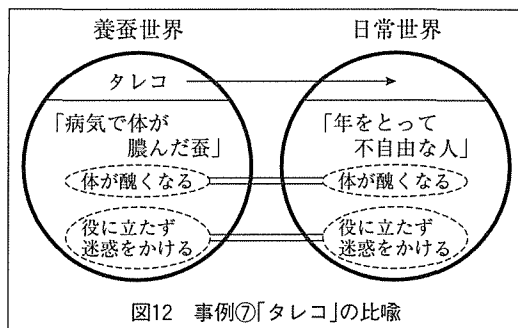 養蚕世界
日常世界
タレコ
「病気で体が
膿んだ蚕」
「年をとって
不自由な人」
体が醜くなる
体が醜くなる
役に立たず
迷惑をかける
役に立たず
迷惑をかける
図12 事例⑦「タレコ」の比喩